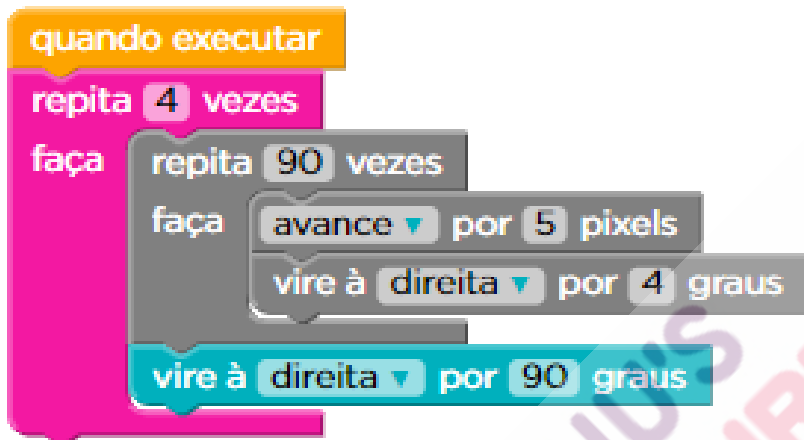 quando executar
repita 4 vezes
faça repita 90 vezes
faça avance por 5 pixels
vire à direita por 4 graus
vire à direita por 90 graus